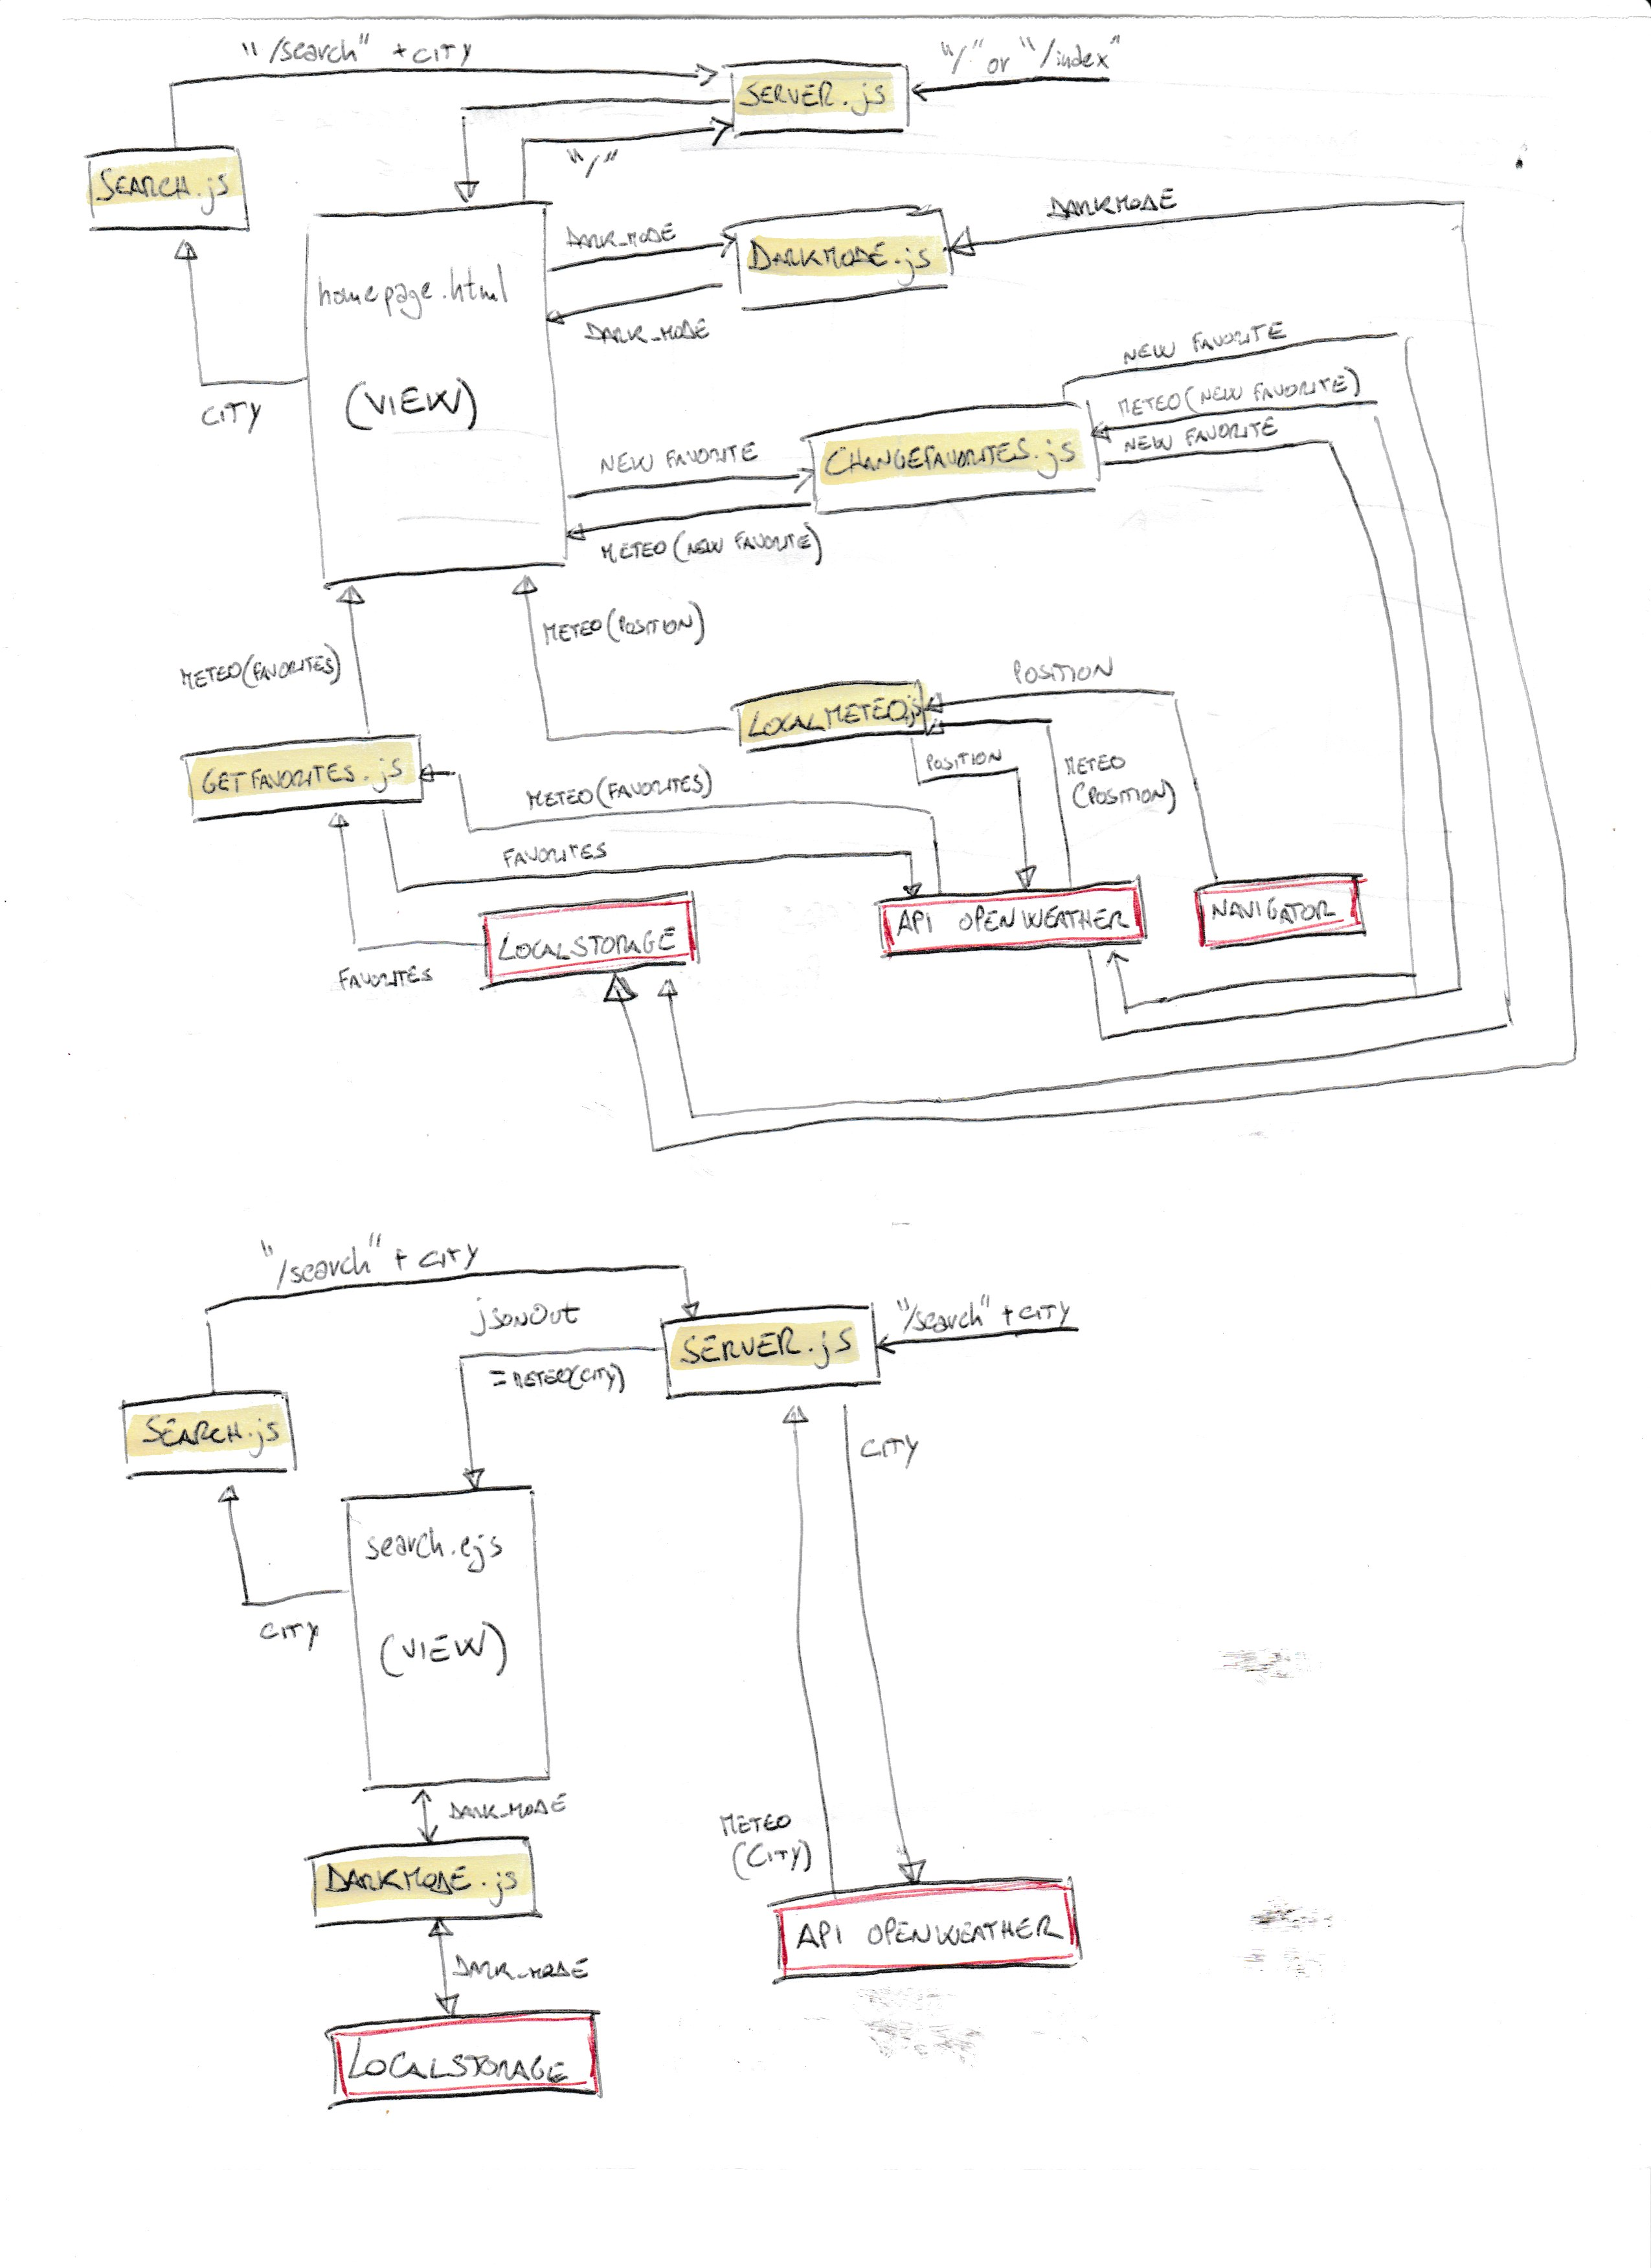 "/search" + CITY
"/" or "/index"
SERVER.js
"/"
SEARCH.js
DARKMODE
DARK_MODE
DARKMODE.js
homepage.html
DARK_MODE
NEW FAVORITE
METEO (NEW FAVORITE)
(VIEW)
CITY
NEW FAVORITE
NEW FAVORITE
CHANGEFAVORITES.js
METEO (NEW FAVORITE)
METEO (POSITION)
METEO (FAVORITES)
POSITION
LOCALMETEO.js
POSITION
METEO
(POSITION)
GETFAVORITES.js
METEO (FAVORITES)
FAVORITES
API OPENWEATHER
NAVIGATOR
LOCALSTORAGE
FAVORITES
"/search" + CITY
jsonOut
"/search" + CITY
SERVER.js
= METEO(CITY)
SEARCH.js
CITY
search.ejs
CITY
(VIEW)
DARK_MODE
METEO
(CITY)
DARKMODE.js
API OPENWEATHER
DARK_MODE
LOCALSTORAGE